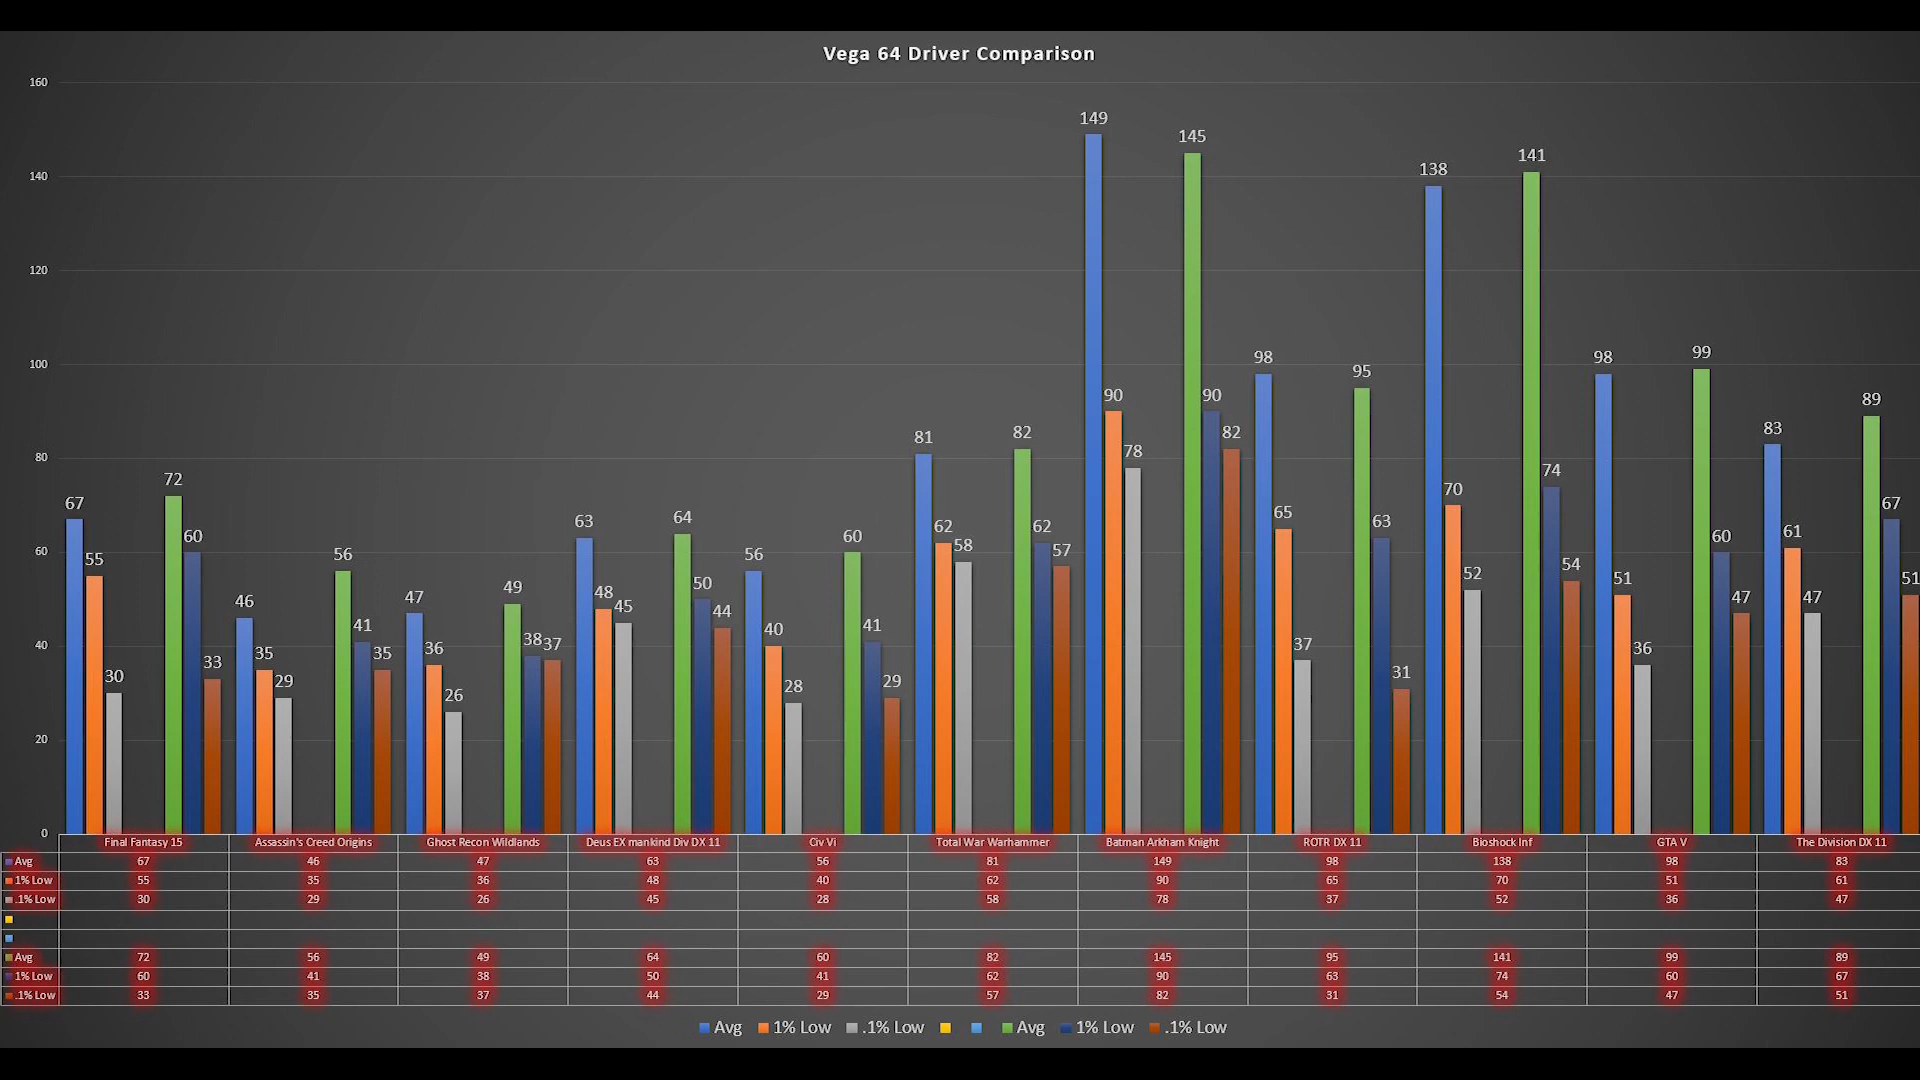 Vega 64 Driver Comparison
160
140
120
100
80
60
40
20
0
67 55 30 72 60 33
46 35 29 56 41 35
47 36 26 49 38 37
63 48 45 64 50 44
56 40 28 60 41 29
81 62 58 82 62 57
149 90 78 145 90 82
98 65 37 95 63 31
138 70 52 141 74 54
98 51 36 99 60 47
83 61 47 89 67 51
Final Fantasy 15 Assassin's Creed Origins Ghost Recon Wildlands Deus EX mankind Div DX 11 Civ Vi Total War Warhammer Batman Arkham Knight ROTR DX 11 Bioshock Inf GTA V The Division DX 11
Avg 67 46 47 63 56 81 149 98 138 98 83
1% Low 55 35 36 48 40 62 90 65 70 51 61
.1% Low 30 29 26 45 28 58 78 37 52 36 47
Avg 72 56 49 64 60 82 145 95 141 99 89
1% Low 60 41 38 50 41 62 90 63 74 60 67
.1% Low 33 35 37 44 29 57 82 31 54 47 51
Avg 1% Low .1% Low Avg 1% Low .1% Low